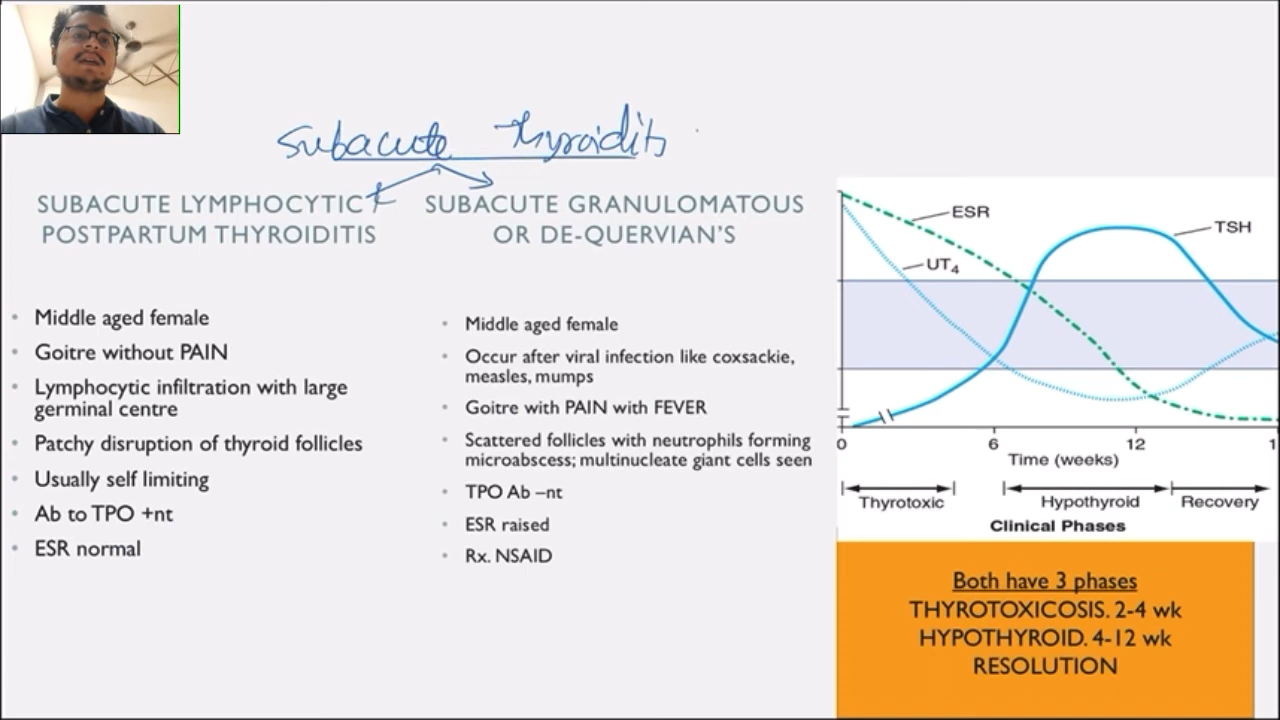 Subacute Thyroidits
SUBACUTE LYMPHOCYTIC /
POSTPARTUM THYROIDITIS
• Middle aged female
• Goitre without PAIN
• Lymphocytic infiltration with large
germinal centre
• Patchy disruption of thyroid follicles
• Usually self limiting
• Ab to TPO +nt
• ESR normal
SUBACUTE GRANULOMATOUS
OR DE-QUERVIAN'S
• Middle aged female
• Occur after viral infection like coxsackie,
measles, mumps
• Goitre with PAIN with FEVER
• Scattered follicles with neutrophils forming
microabscess; multinucleate giant cells seen
• TPO Ab –nt
• ESR raised
• Rx. NSAID
ESR
TSH
UT4
0 6 12 1
Time (weeks)
Thyrotoxic Hypothyroid Recovery
Clinical Phases
Both have 3 phases
THYROTOXICOSIS. 2-4 wk
HYPOTHYROID. 4-12 wk
RESOLUTION